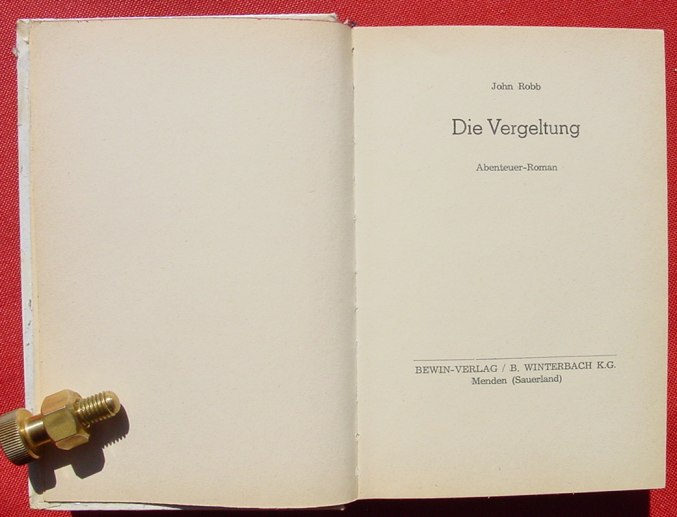 John Robb
Die Vergeltung
Abenteuer-Roman
BEWIN-VERLAG / B. WINTERBACH K.G.
Menden (Sauerland)